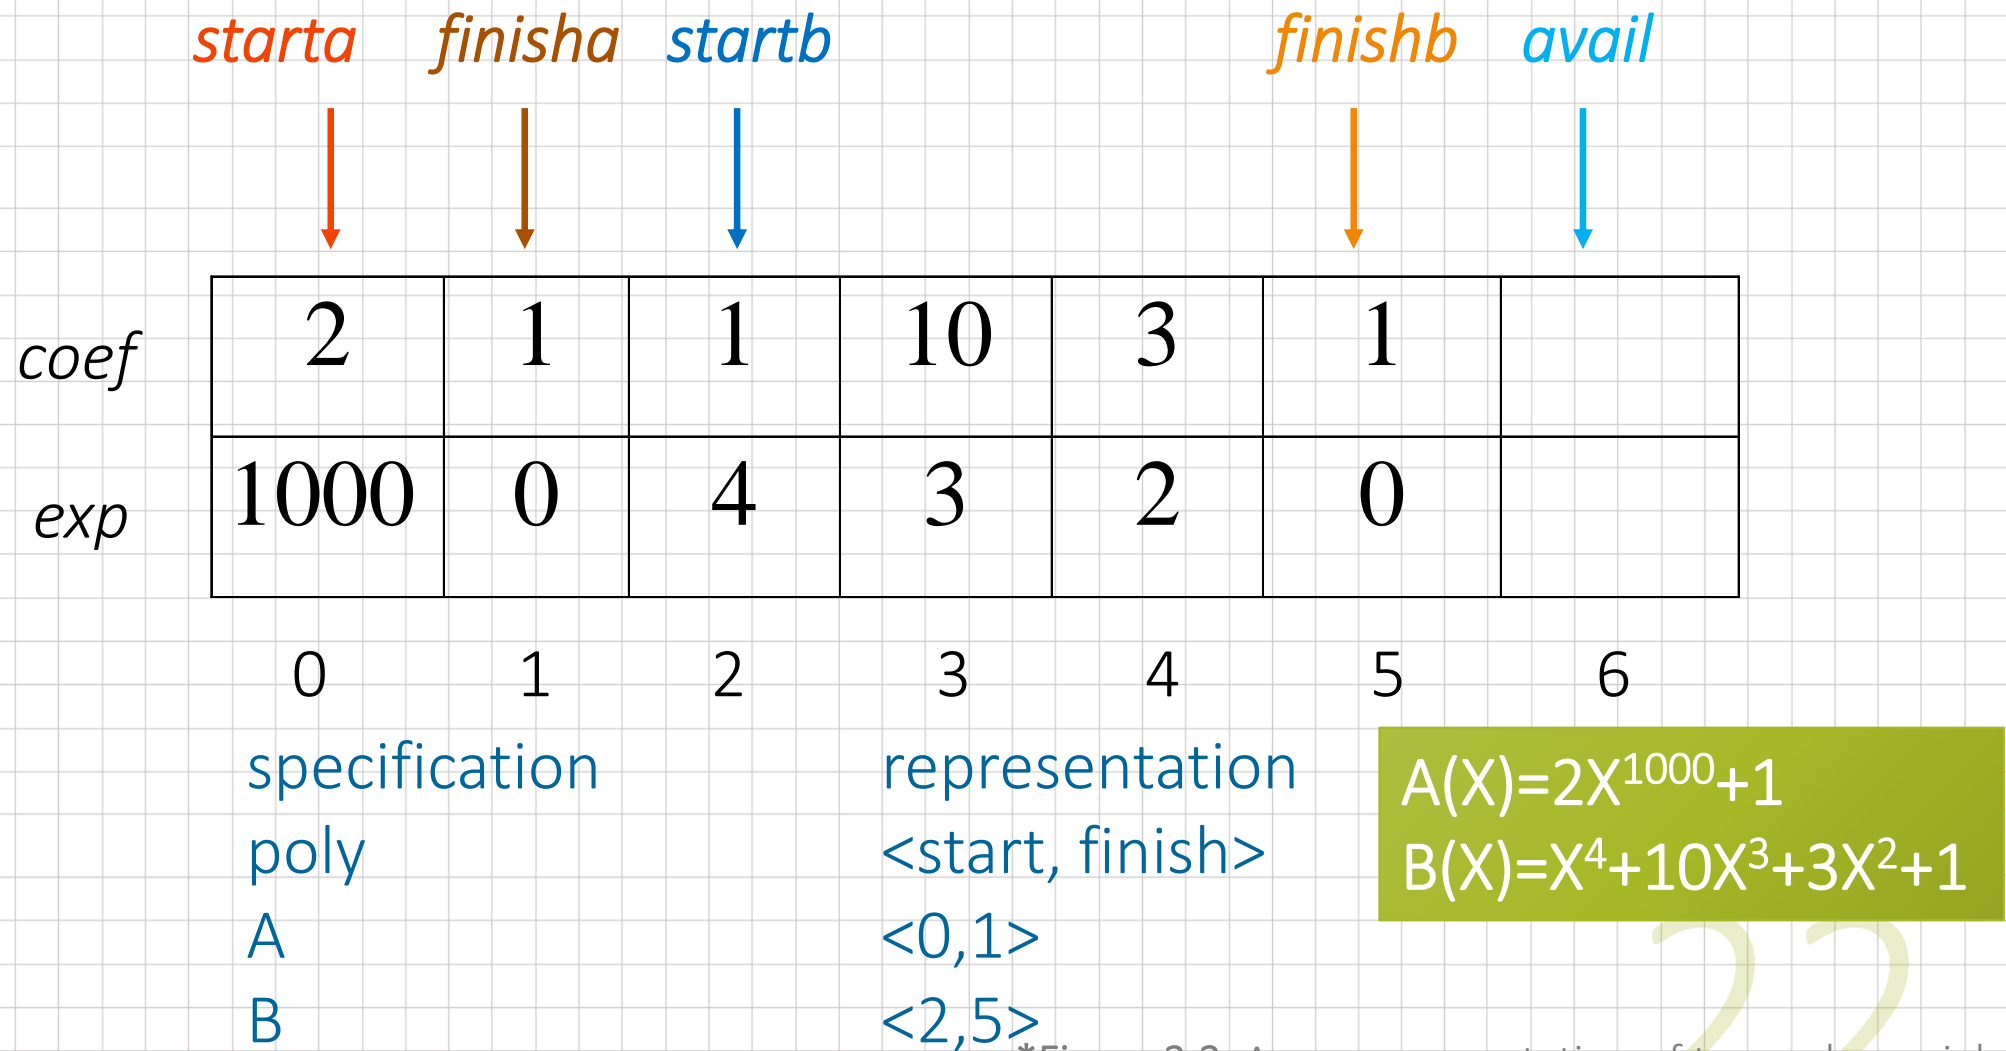 starta finisha startb finishb avail
coef 2 1 1 10 3 1
exp 1000 0 4 3 2 0
0 1 2 3 4 5 6
specification representation
poly <start, finish>
A <0,1>
B <2,5>
A(X)=2X¹⁰⁰⁰+1
B(X)=X⁴+10X³+3X²+1
22